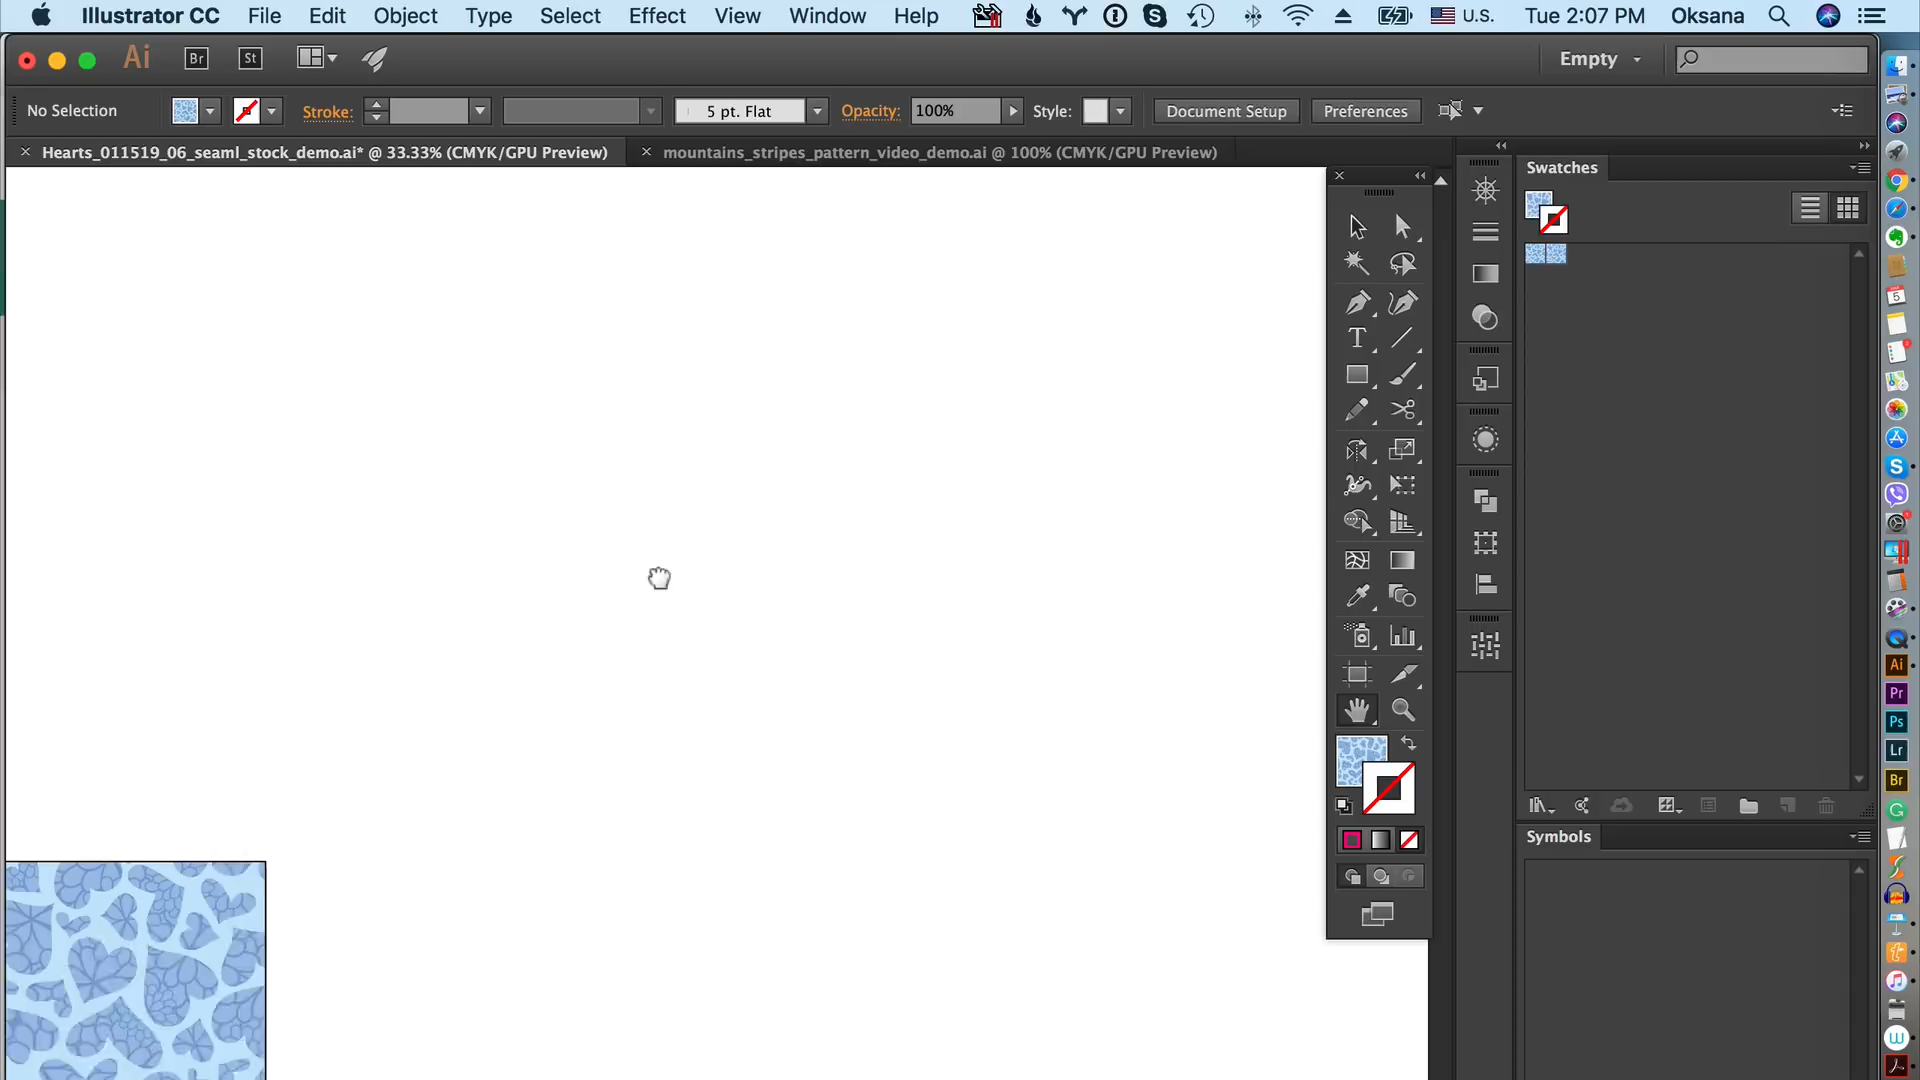 Illustrator CC File Edit Object Type Select Effect View Window Help U.S. Tue 2:07 PM Oksana
Ai Br St Empty
No Selection Stroke: 5 pt. Flat Opacity: 100% Style: Document Setup Preferences
Hearts_011519_06_seaml_stock_demo.ai* @ 33.33% (CMYK/GPU Preview) mountains_stripes_pattern_video_demo.ai @ 100% (CMYK/GPU Preview)
Swatches
T
Symbols
5
S
Ai
Pr
Ps
Lr
Br
G
t
W